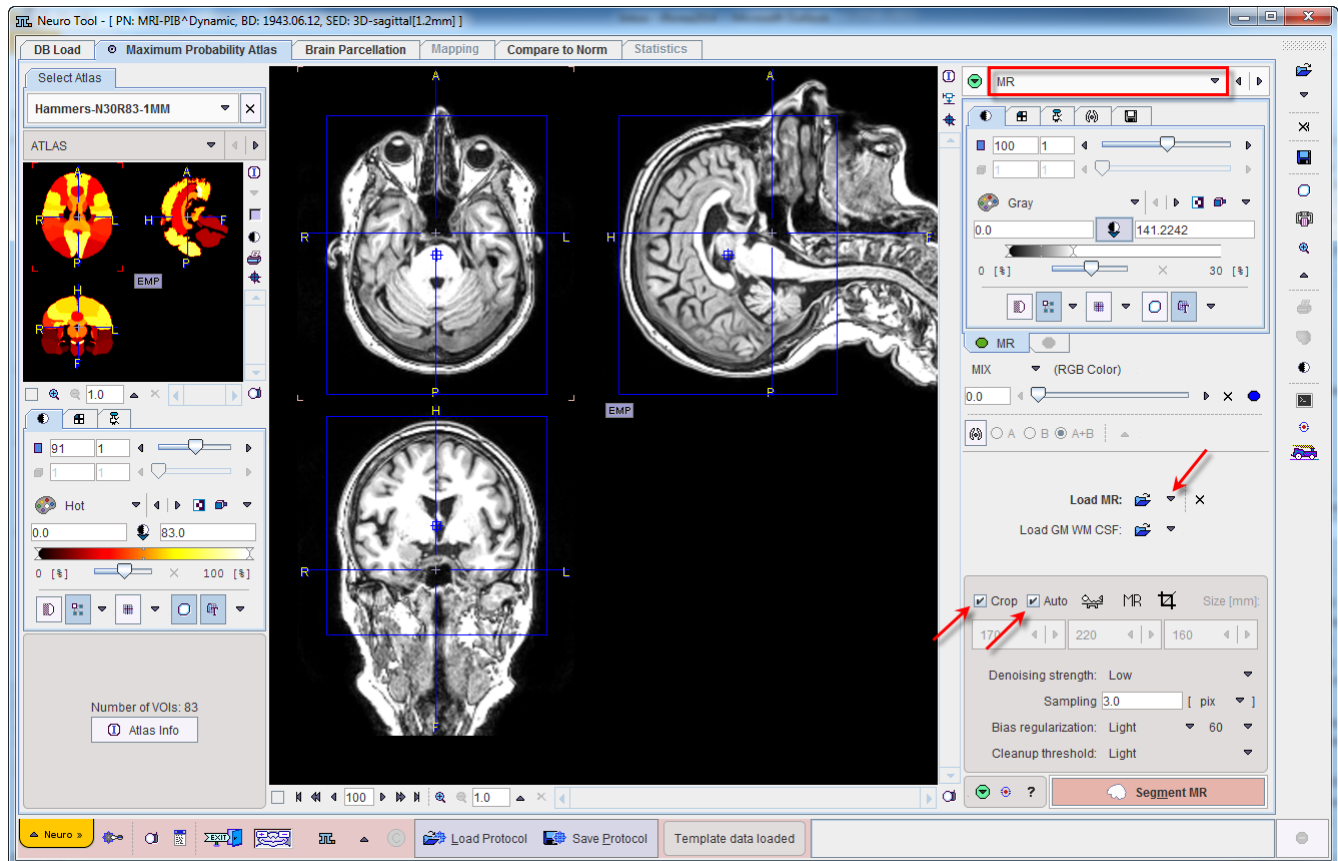 Neuro Tool - [ PN: MRI-PIB^Dynamic, BD: 1943.06.12, SED: 3D-sagittal[1.2mm] ]
DB Load Maximum Probability Atlas Brain Parcellation Mapping Compare to Norm Statistics
Select Atlas
Hammers-N30R83-1MM
ATLAS
A A
R L H F
P P
EMP
H
R L
F
1.0
91 1
1 1
Hot
0.0 83.0
0 [%] 100 [%]
Number of VOIs: 83
Atlas Info
A A
R L H F
P P
EMP
H
R L
F
100 1.0
MR
100 1
1 1
Gray
0.0 141.2242
0 [%] 30 [%]
MR
MIX (RGB Color)
0.0
A B A+B
Load MR:
Load GM WM CSF:
Crop Auto MR Size [mm]:
170 220 160
Denoising strength: Low
Sampling 3.0 [ pix ]
Bias regularization: Light 60
Cleanup threshold: Light
? Segment MR
Neuro » EXIT Load Protocol Save Protocol Template data loaded